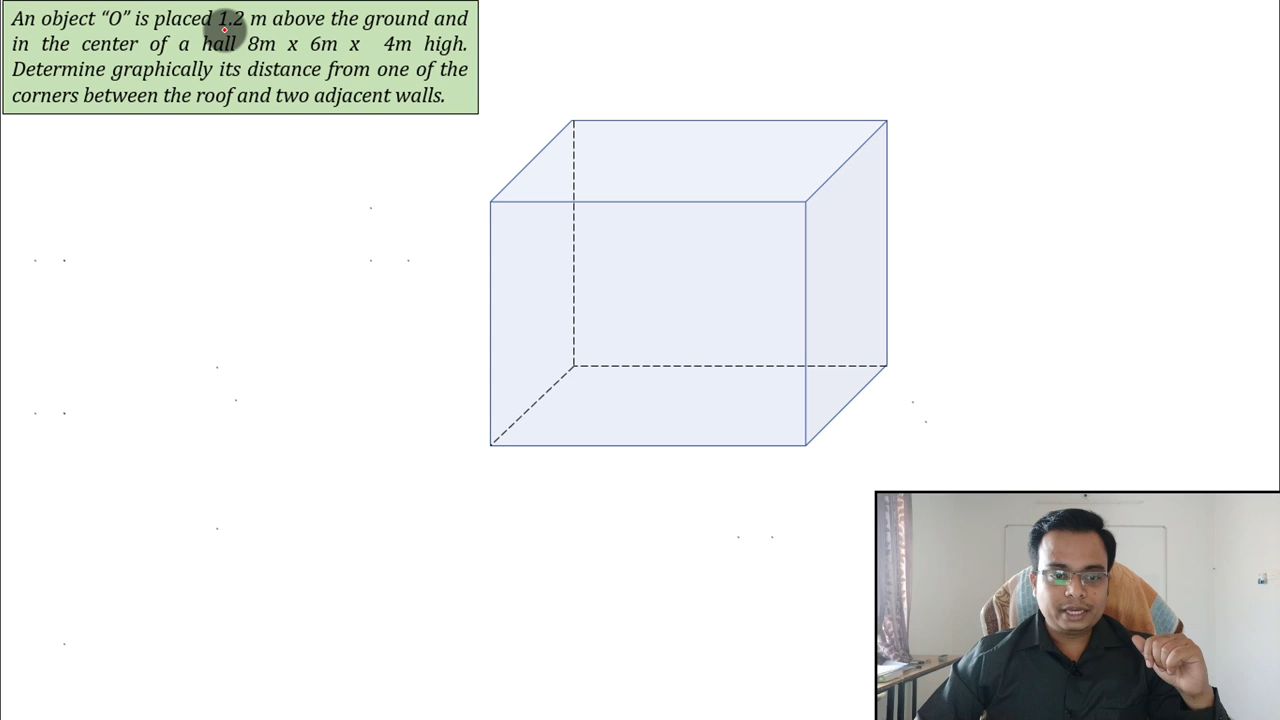 An object “O” is placed 1.2 m above the ground and
in the center of a hall 8m x 6m x 4m high.
Determine graphically its distance from one of the
corners between the roof and two adjacent walls.